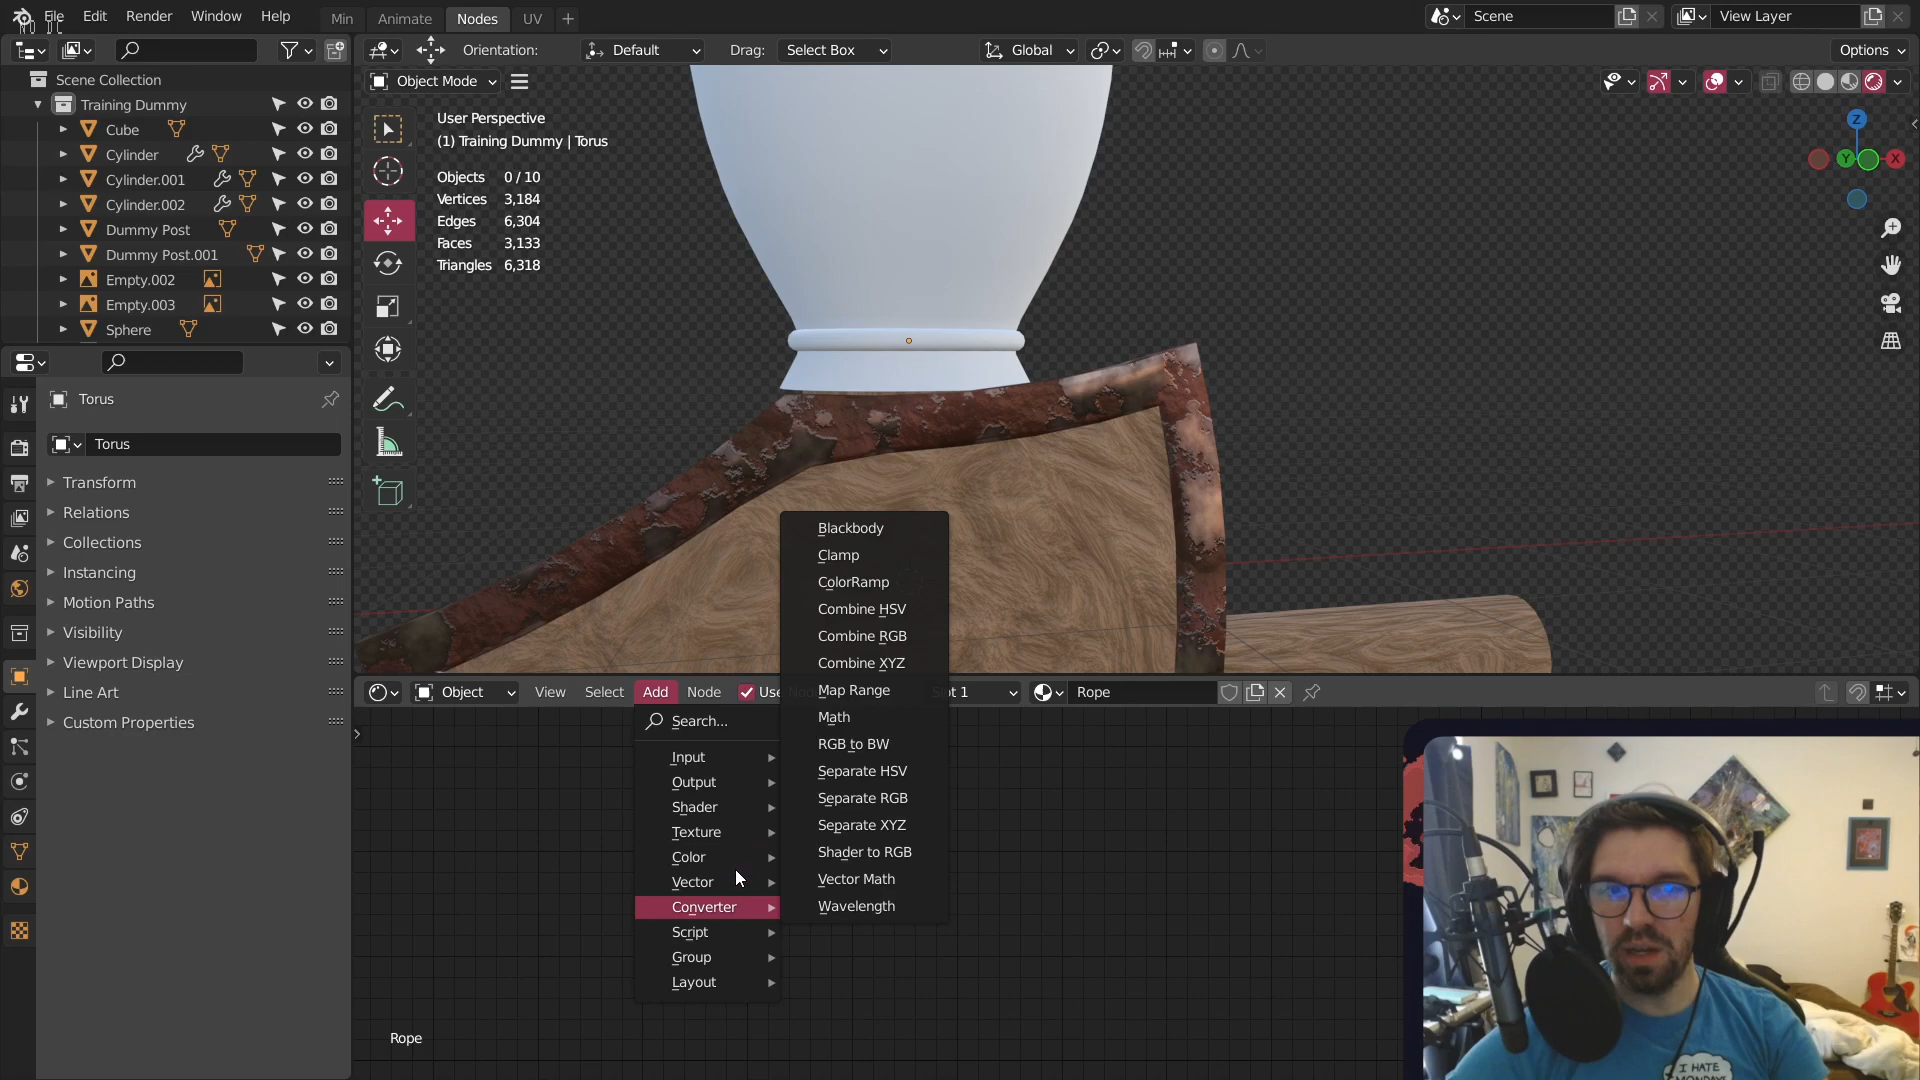 File Edit Render Window Help Min Animate Nodes UV Scene View Layer
Orientation: Default Drag: Select Box Global Options
Scene Collection
Training Dummy
Cube
Cylinder
Cylinder.001
Cylinder.002
Dummy Post
Dummy Post.001
Empty.002
Empty.003
Sphere
Object Mode
User Perspective
(1) Training Dummy | Torus
Objects 0 / 10
Vertices 3,184
Edges 6,304
Faces 3,133
Triangles 6,318
Z
Y
X
Torus
Torus
Transform
Relations
Collections
Instancing
Motion Paths
Visibility
Viewport Display
Line Art
Custom Properties
Blackbody
Clamp
ColorRamp
Combine HSV
Combine RGB
Combine XYZ
Map Range
Math
RGB to BW
Separate HSV
Separate RGB
Separate XYZ
Shader to RGB
Vector Math
Wavelength
Object View Select Add Node Slot 1 Rope
Search...
Input
Output
Shader
Texture
Color
Vector
Converter
Script
Group
Layout
Rope
I HATE